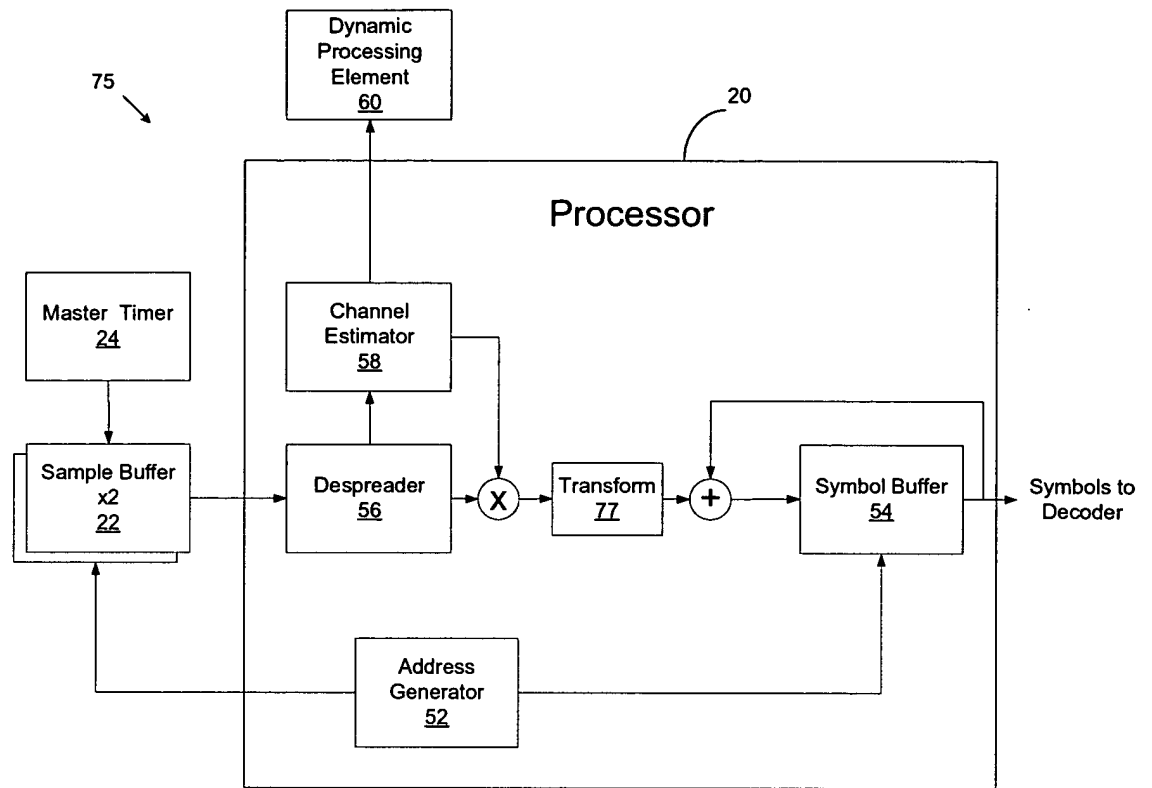 Dynamic
Processing
Element
60
75
20
Processor
Master Timer
24
Channel
Estimator
58
Sample Buffer
x2
22
Despreader
56
X
Transform
77
+
Symbol Buffer
54
Symbols to
Decoder
Address
Generator
52